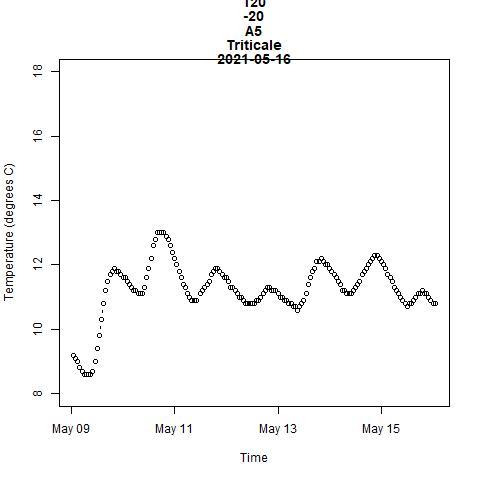 120
-20
A5
Triticale
2021-05-16
18
16
14
12
10
8
Temperature (degrees C)
May 09
May 11
May 13
May 15
Time